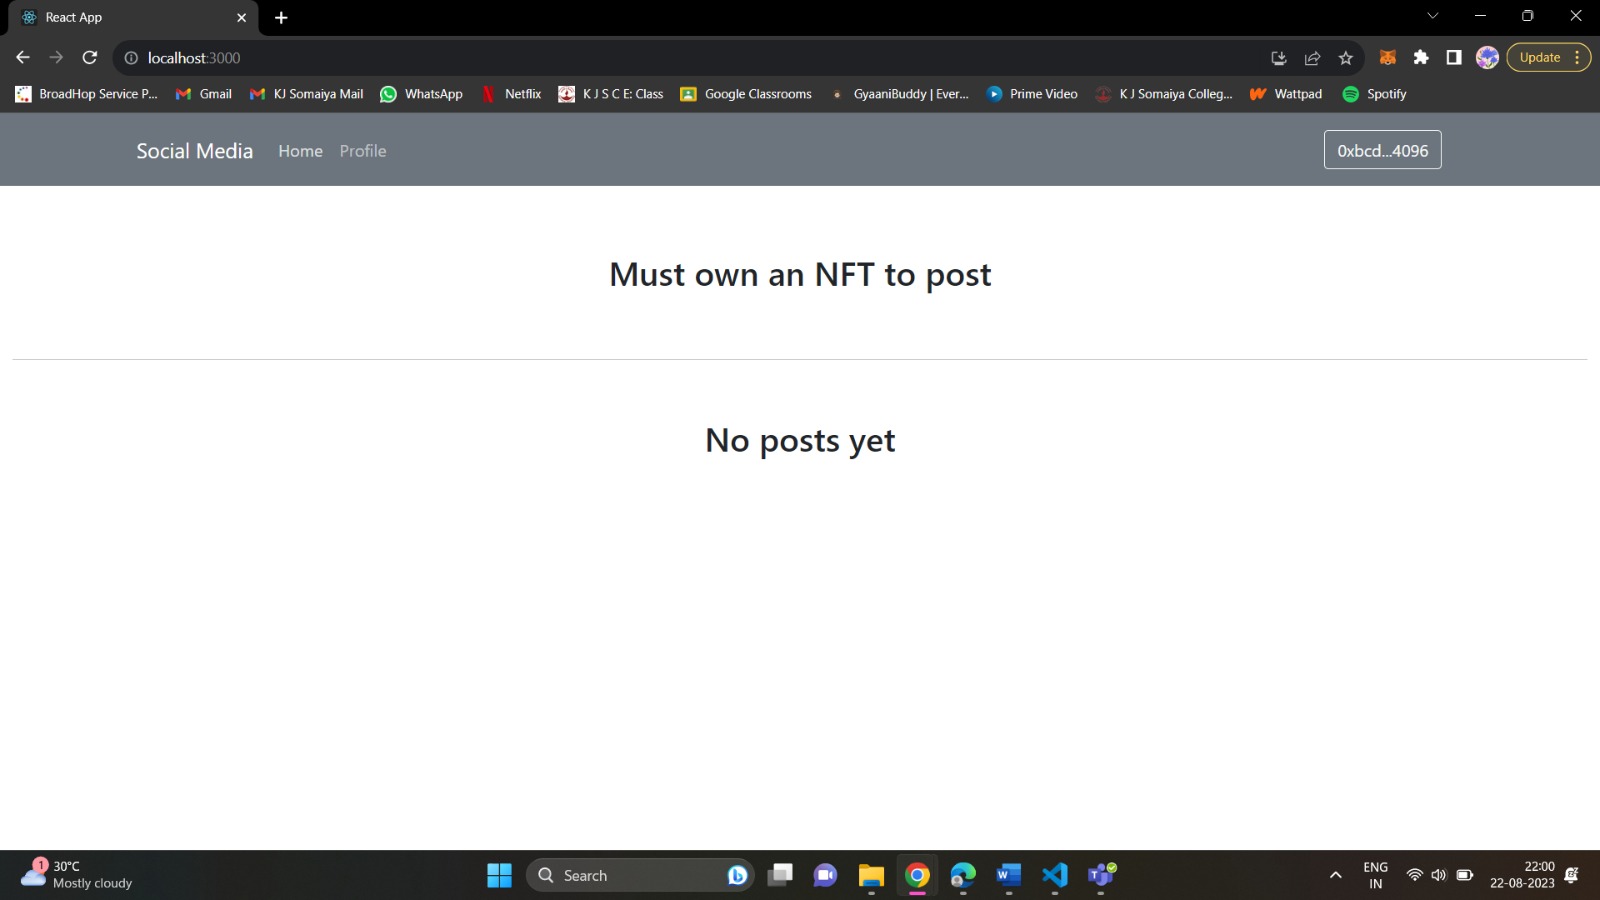 React App
localhost:3000
Update
BroadHop Service P... Gmail KJ Somaiya Mail WhatsApp Netflix K J S C E: Class Google Classrooms GyaaniBuddy | Ever... Prime Video K J Somaiya Colleg... Wattpad Spotify
Social Media Home Profile 0xbcd...4096
Must own an NFT to post
No posts yet
1
30°C
Mostly cloudy
Search
ENG
IN
22:00
22-08-2023